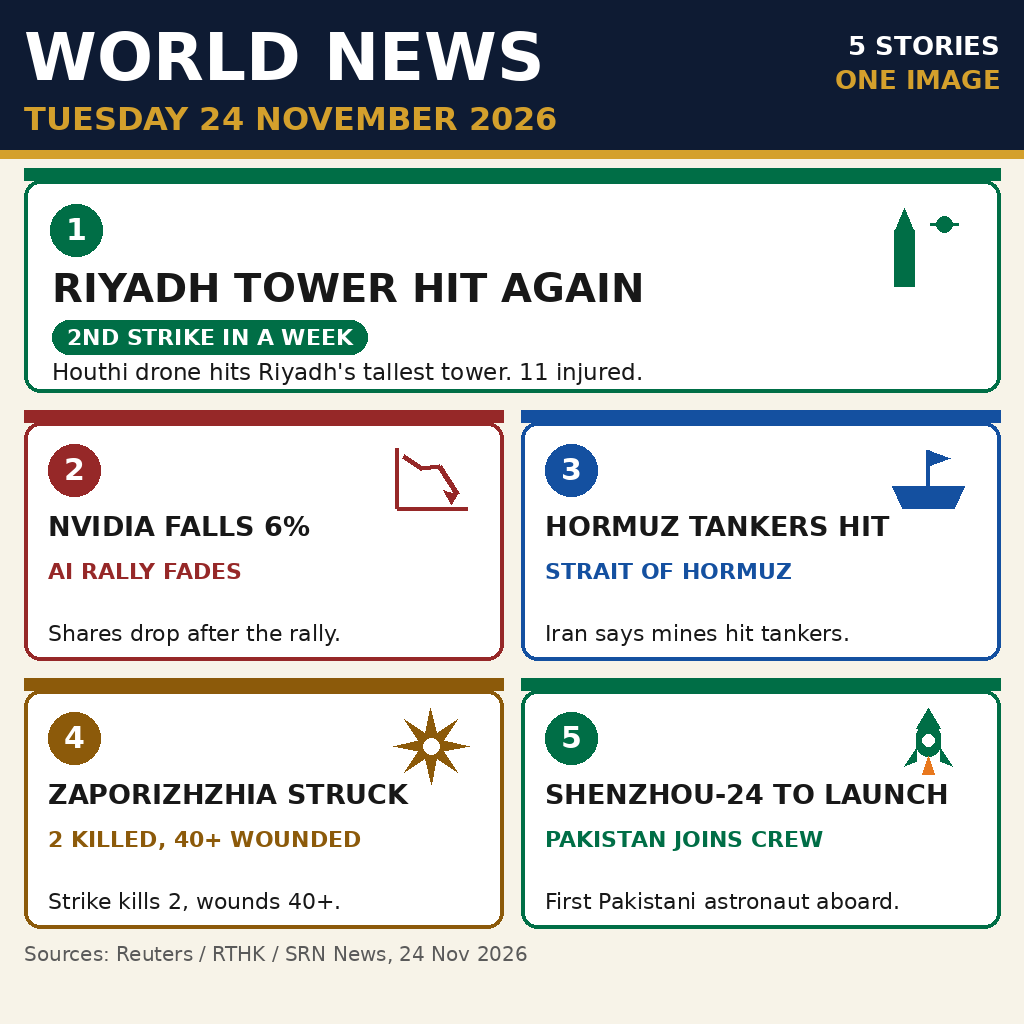 WORLD NEWS
TUESDAY 24 NOVEMBER 2026
5 STORIES
ONE IMAGE
1
RIYADH TOWER HIT AGAIN
2ND STRIKE IN A WEEK
Houthi drone hits Riyadh's tallest tower. 11 injured.
2
NVIDIA FALLS 6%
AI RALLY FADES
Shares drop after the rally.
3
HORMUZ TANKERS HIT
STRAIT OF HORMUZ
Iran says mines hit tankers.
4
ZAPORIZHZHIA STRUCK
2 KILLED, 40+ WOUNDED
Strike kills 2, wounds 40+.
5
SHENZHOU-24 TO LAUNCH
PAKISTAN JOINS CREW
First Pakistani astronaut aboard.
Sources: Reuters / RTHK / SRN News, 24 Nov 2026